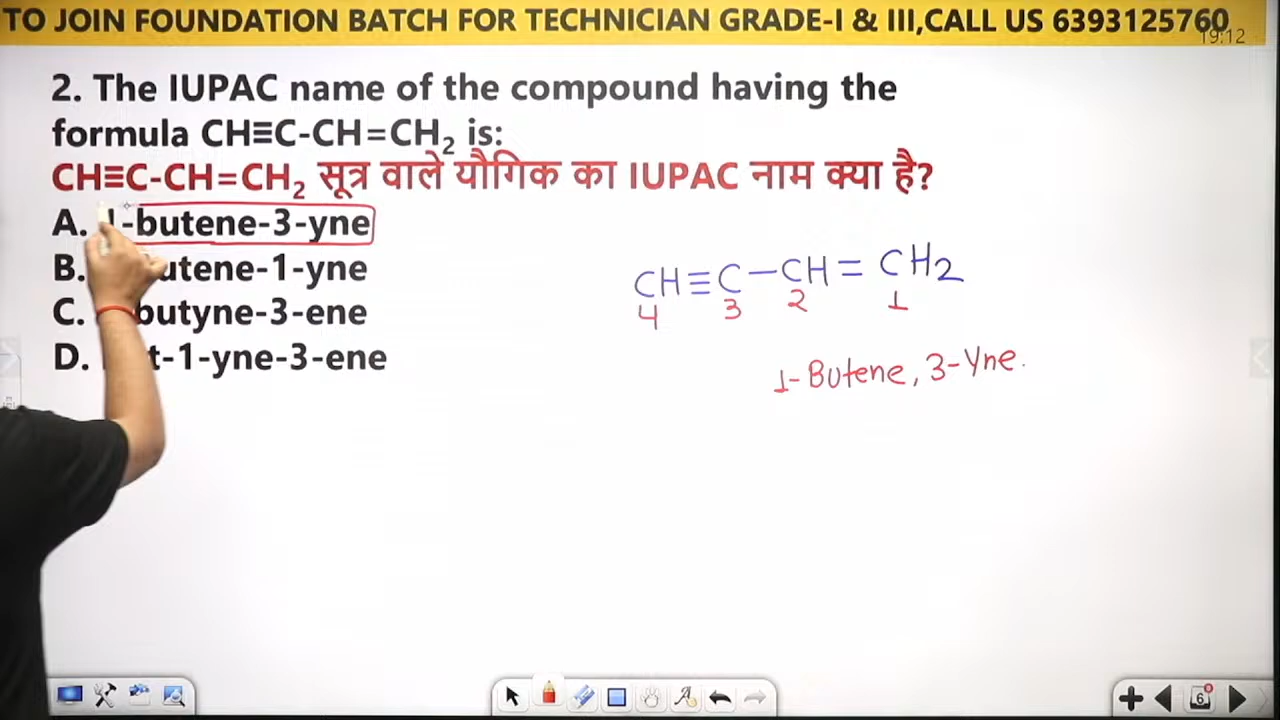 TO JOIN FOUNDATION BATCH FOR TECHNICIAN GRADE-I & III,CALL US 6393125760
19:12
2. The IUPAC name of the compound having the
formula CH≡C-CH=CH₂ is:
CH≡C-CH=CH₂ सूत्र वाले यौगिक का IUPAC नाम क्या है?
A. 1-butene-3-yne
B. utene-1-yne
C. butyne-3-ene
D. t-1-yne-3-ene
CH≡C—CH=CH2
4 3 2 1
1-Butene, 3-Yne.
6